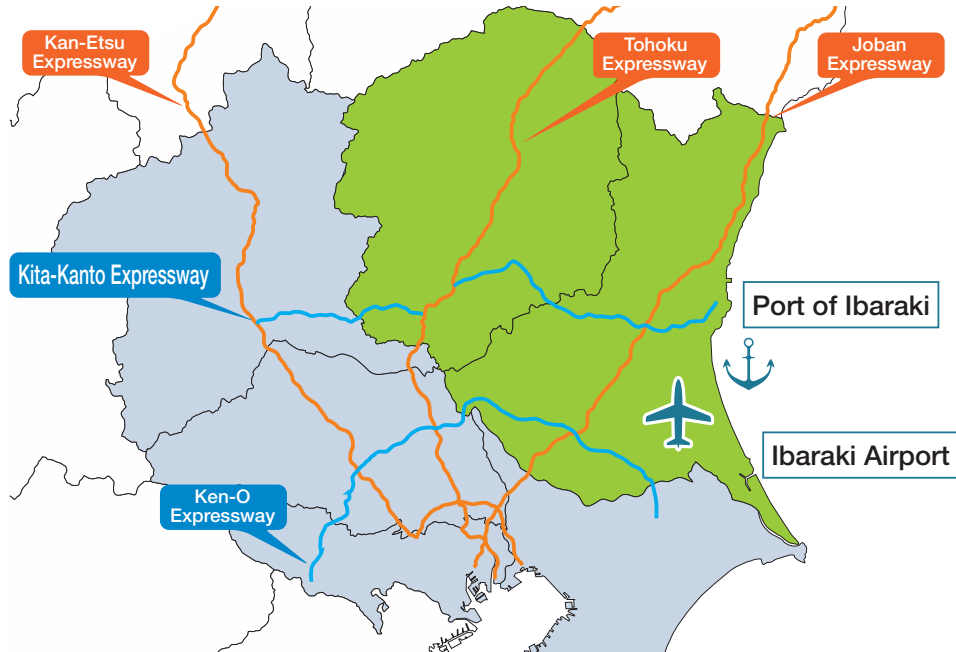 Kan-Etsu
Expressway
Tohoku
Expressway
Joban
Expressway
Kita-Kanto Expressway
Port of Ibaraki
Ibaraki Airport
Ken-O
Expressway